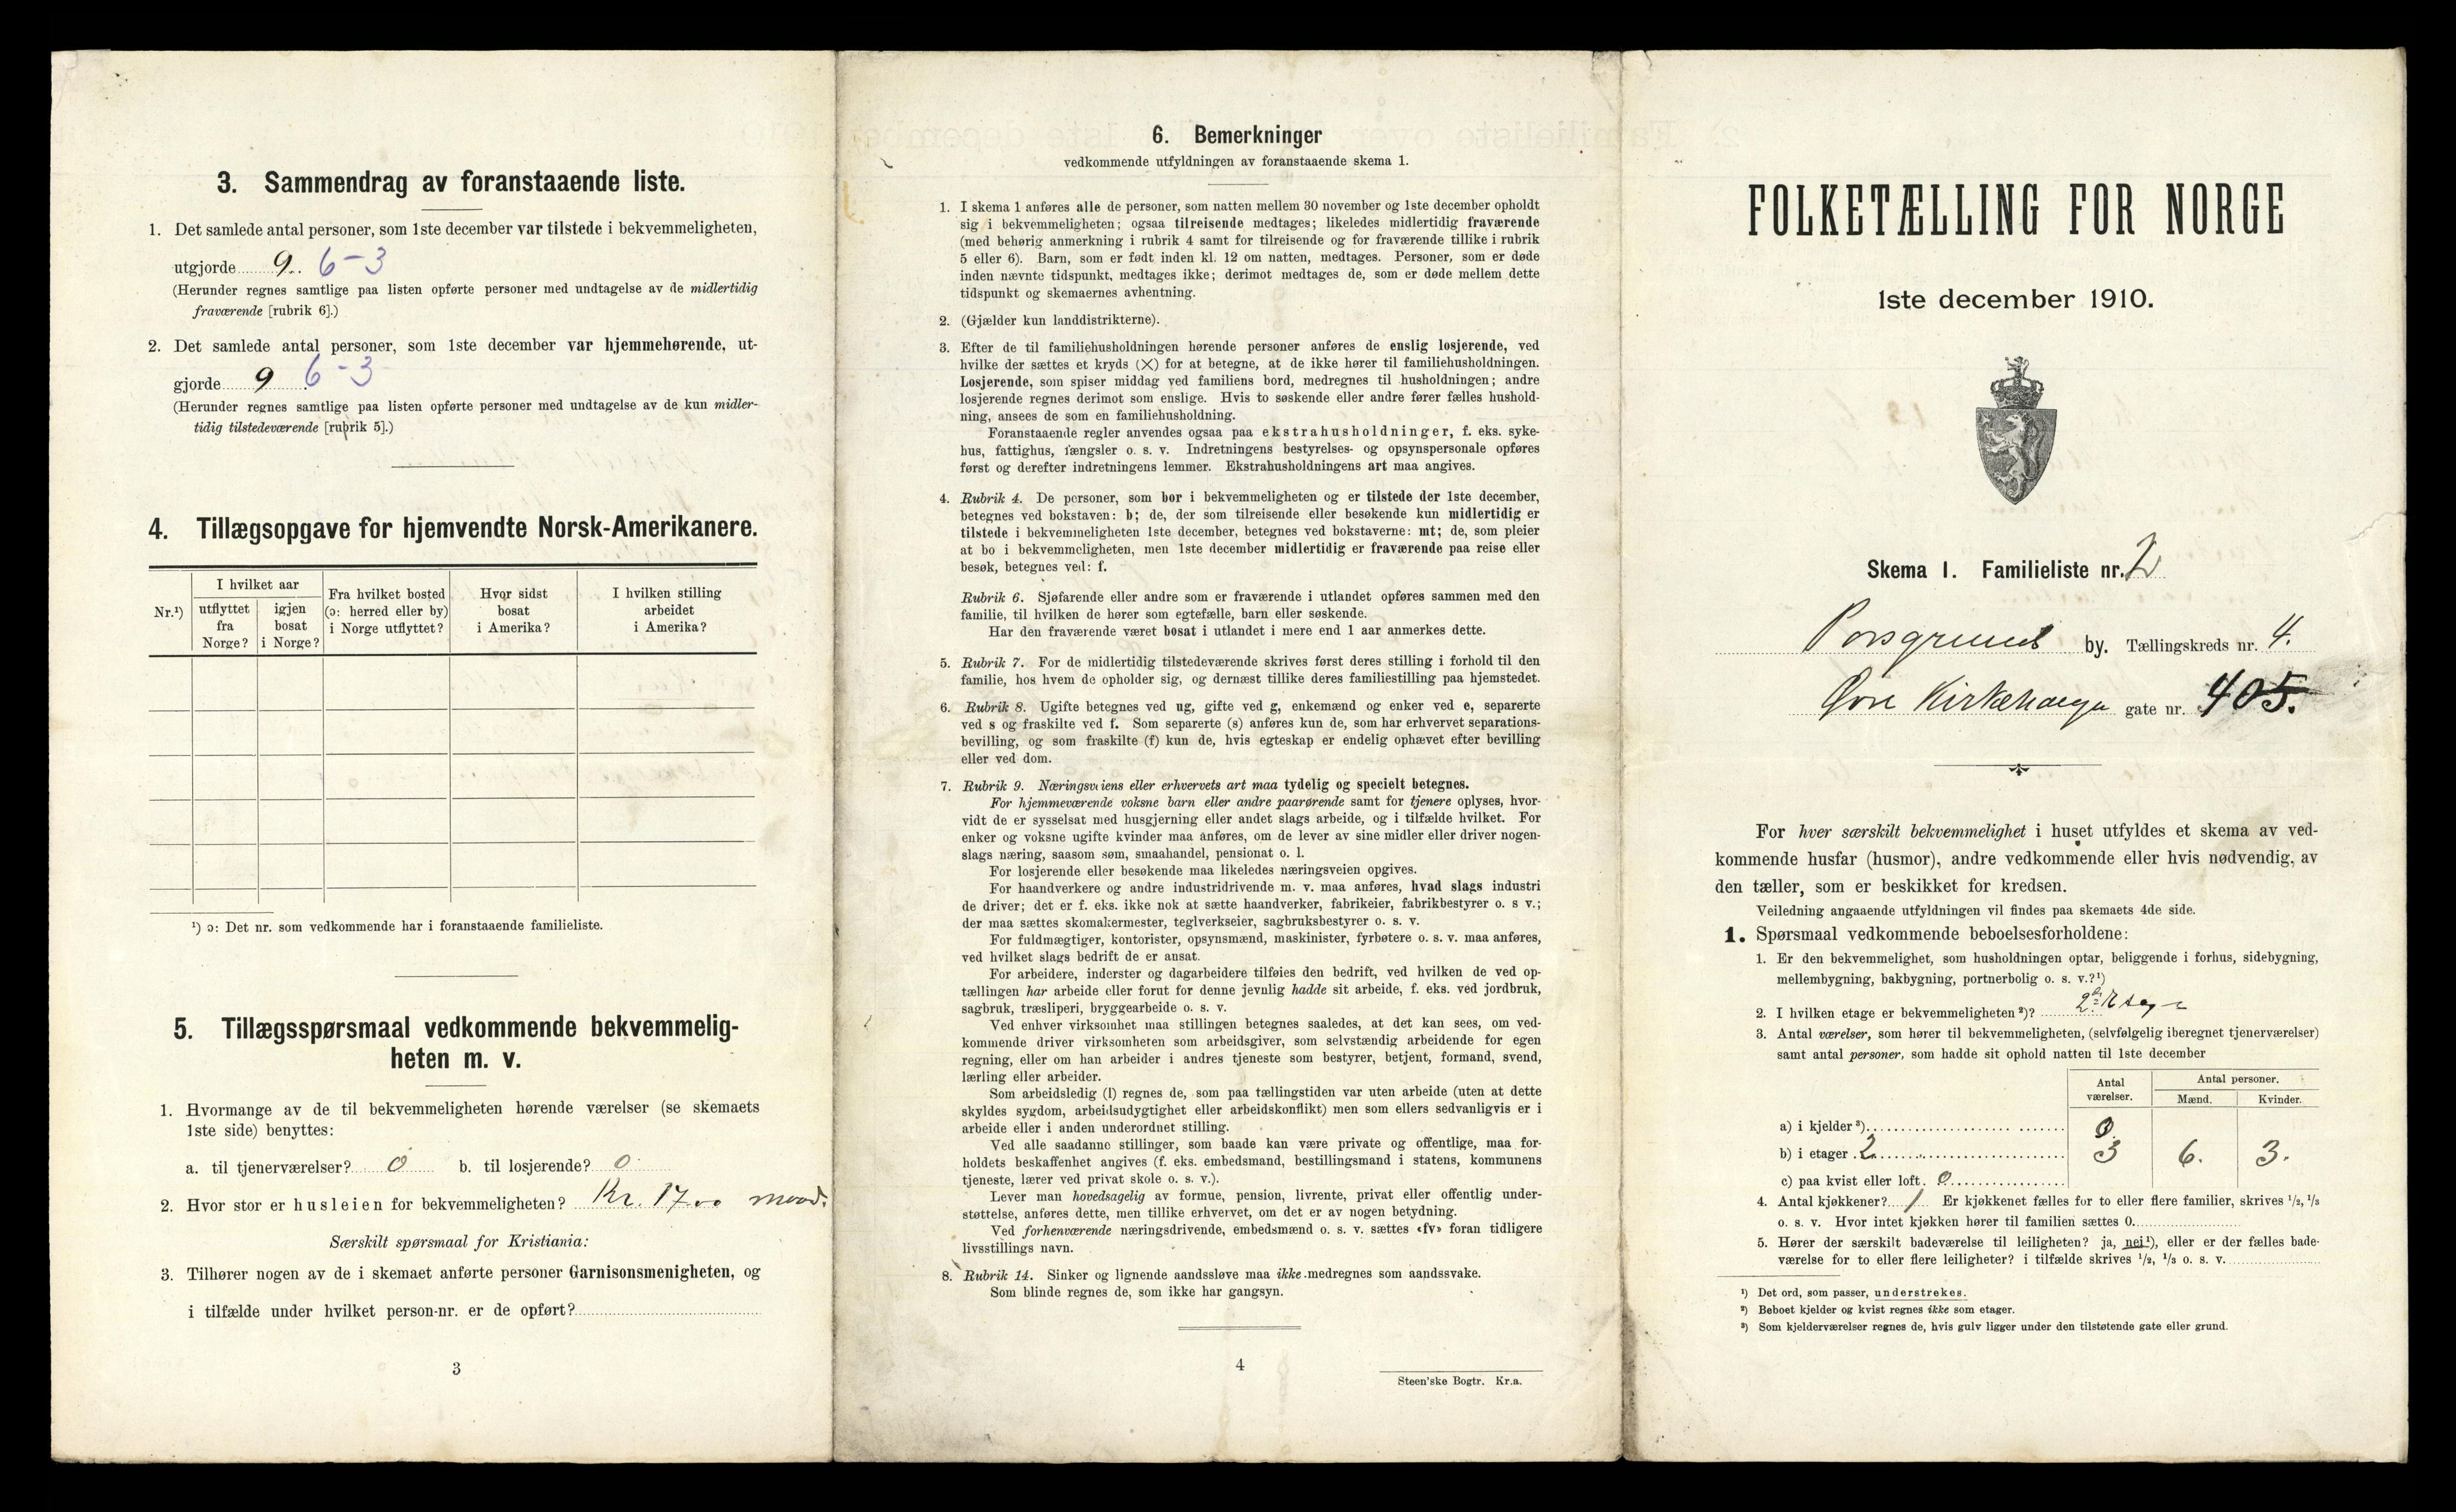 3. Sammendrag av foranstaaende liste.
1. Det samlede antal personer, som 1ste december var tilstede i bekvemmeligheten,
utgjorde 9. 6-3
(Herunder regnes samtlige paa listen opførte personer med undtagelse av de midlertidig
fraværende [rubrik 6].)
2. Det samlede antal personer, som 1ste december var hjemmehørende, ut-
gjorde 9 6-3
(Herunder regnes samtlige paa listen opførte personer med undtagelse av de kun midler-
tidig tilstedeværende [rubrik 5].)
4. Tillægsopgave for hjemvendte Norsk-Amerikanere.
Nr.¹)
I hvilket aar
utflyttet fra Norge?
igjen bosat i Norge?
Fra hvilket bosted (ɔ: herred eller by) i Norge utflyttet?
Hvor sidst bosat i Amerika?
I hvilken stilling arbeidet i Amerika?
¹) ɔ: Det nr. som vedkommende har i foranstaaende familieliste.
5. Tillægsspørsmaal vedkommende bekvemmelig-
heten m. v.
1. Hvormange av de til bekvemmeligheten hørende værelser (se skemaets
1ste side) benyttes:
a. til tjenerværelser? 0 b. til losjerende? 0
2. Hvor stor er husleien for bekvemmeligheten? Kr. 17.00 maad.
Særskilt spørsmaal for Kristiania:
3. Tilhører nogen av de i skemaet anførte personer Garnisonsmenigheten, og
i tilfælde under hvilket person-nr. er de opført?
3
6. Bemerkninger
vedkommende utfyldningen av foranstaaende skema 1.
1. I skema 1 anføres alle de personer, som natten mellem 30 november og 1ste december opholdt
sig i bekvemmeligheten; ogsaa tilreisende medtages; likeledes midlertidig fraværende
(med behørig anmerkning i rubrik 4 samt for tilreisende og for fraværende tillike i rubrik
5 eller 6). Barn, som er født inden kl. 12 om natten, medtages. Personer, som er døde
inden nævnte tidspunkt, medtages ikke; derimot medtages de, som er døde mellem dette
tidspunkt og skemaernes avhentning.
2. (Gjælder kun landdistrikterne).
3. Efter de til familiehusholdningen hørende personer anføres de enslig losjerende, ved
hvilke der sættes et kryds (×) for at betegne, at de ikke hører til familiehusholdningen.
Losjerende, som spiser middag ved familiens bord, medregnes til husholdningen; andre
losjerende regnes derimot som enslige. Hvis to søskende eller andre fører fælles hushold-
ning, ansees de som en familiehusholdning.
Foranstaaende regler anvendes ogsaa paa ekstrahusholdninger, f. eks. syke-
hus, fattighus, fængsler o. s. v. Indretningens bestyrelses- og opsynspersonale opføres
først og derefter indretningens lemmer. Ekstrahusholdningens art maa angives.
4. Rubrik 4. De personer, som bor i bekvemmeligheten og er tilstede der 1ste december,
betegnes ved bokstaven: b; de, der som tilreisende eller besøkende kun midlertidig er
tilstede i bekvemmeligheten 1ste december, betegnes ved bokstaverne: mt; de, som pleier
at bo i bekvemmeligheten, men 1ste december midlertidig er fraværende paa reise eller
besøk, betegnes ved: f.
Rubrik 6. Sjøfarende eller andre som er fraværende i utlandet opføres sammen med den
familie, til hvilken de hører som egtefælle, barn eller søskende.
Har den fraværende været bosat i utlandet i mere end 1 aar anmerkes dette.
5. Rubrik 7. For de midlertidig tilstedeværende skrives først deres stilling i forhold til den
familie, hos hvem de opholder sig, og dernæst tillike deres familiestilling paa hjemstedet.
6. Rubrik 8. Ugifte betegnes ved ug, gifte ved g, enkemænd og enker ved e, separerte
ved s og fraskilte ved f. Som separerte (s) anføres kun de, som har erhvervet separations-
bevilling, og som fraskilte (f) kun de, hvis egteskap er endelig ophævet efter bevilling
eller ved dom.
7. Rubrik 9. Næringsveiens eller erhvervets art maa tydelig og specielt betegnes.
For hjemmeværende voksne barn eller andre paarørende samt for tjenere oplyses, hvor-
vidt de er sysselsat med husgjerning eller andet slags arbeide, og i tilfælde hvilket. For
enker og voksne ugifte kvinder maa anføres, om de lever av sine midler eller driver nogen-
slags næring, saasom søm, smaahandel, pensionat o. l.
For losjerende eller besøkende maa likeledes næringsveien opgives.
For haandverkere og andre industridrivende m. v. maa anføres, hvad slags industri
de driver; det er f. eks. ikke nok at sætte haandverker, fabrikeier, fabrikbestyrer o. s v.;
der maa sættes skomakermester, teglverkseier, sagbruksbestyrer o. s. v.
For fuldmægtiger, kontorister, opsynsmænd, maskinister, fyrbøtere o. s. v. maa anføres,
ved hvilket slags bedrift de er ansat.
For arbeidere, inderster og dagarbeidere tilføies den bedrift, ved hvilken de ved op-
tællingen har arbeide eller forut for denne jevnlig hadde sit arbeide, f. eks. ved jordbruk,
sagbruk, træsliperi, bryggearbeide o. s. v.
Ved enhver virksomhet maa stillingen betegnes saaledes, at det kan sees, om ved-
kommende driver virksomheten som arbeidsgiver, som selvstændig arbeidende for egen
regning, eller om han arbeider i andres tjeneste som bestyrer, betjent, formand, svend,
lærling eller arbeider.
Som arbeidsledig (l) regnes de, som paa tællingstiden var uten arbeide (uten at dette
skyldes sygdom, arbeidsudygtighet eller arbeidskonflikt) men som ellers sedvanligvis er i
arbeide eller i anden underordnet stilling.
Ved alle saadanne stillinger, som baade kan være private og offentlige, maa for-
holdets beskaffenhet angives (f. eks. embedsmand, bestillingsmand i statens, kommunens
tjeneste, lærer ved privat skole o. s. v.).
Lever man hovedsagelig av formue, pension, livrente, privat eller offentlig under-
støttelse, anføres dette, men tillike erhvervet, om det er av nogen betydning.
Ved forhenværende næringsdrivende, embedsmænd o. s. v. sættes «fv» foran tidligere
livsstillings navn.
8. Rubrik 14. Sinker og lignende aandssløve maa ikke medregnes som aandssvake.
Som blinde regnes de, som ikke har gangsyn.
4
Steen'ske Bogtr. Kr.a.
FOLKETÆLLING FOR NORGE
1ste december 1910.
Skema 1. Familieliste nr. 2
Porsgrund by. Tællingskreds nr. 4.
Øvre Kirkehaugn gate nr. 405.
For hver særskilt bekvemmelighet i huset utfyldes et skema av ved-
kommende husfar (husmor), andre vedkommende eller hvis nødvendig, av
den tæller, som er beskikket for kredsen.
Veiledning angaaende utfyldningen vil findes paa skemaets 4de side.
1. Spørsmaal vedkommende beboelsesforholdene:
1. Er den bekvemmelighet, som husholdningen optar, beliggende i forhus, sidebygning,
mellembygning, bakbygning, portnerbolig o. s. v.?¹)
2. I hvilken etage er bekvemmeligheten²)?
3. Antal værelser, som hører til bekvemmeligheten, (selvfølgelig iberegnet tjenerværelser)
samt antal personer, som hadde sit ophold natten til 1ste december
Antal værelser. Antal personer.
Mænd. Kvinder.
a) i kjelder³) 0
b) i etager 2 3 6. 3.
c) paa kvist eller loft. 0
4. Antal kjøkkener? 1 Er kjøkkenet fælles for to eller flere familier, skrives ¹/₂, ¹/₃
o. s. v. Hvor intet kjøkken hører til familien sættes 0.
5. Hører der særskilt badeværelse til leiligheten? ja, nei¹), eller er der fælles bade-
værelse for to eller flere leiligheter? i tilfælde skrives ¹/₂, ¹/₃ o. s. v.
¹) Det ord, som passer, understrekes.
²) Beboet kjelder og kvist regnes ikke som etager.
³) Som kjelderværelser regnes de, hvis gulv ligger under den tilstøtende gate eller grund.